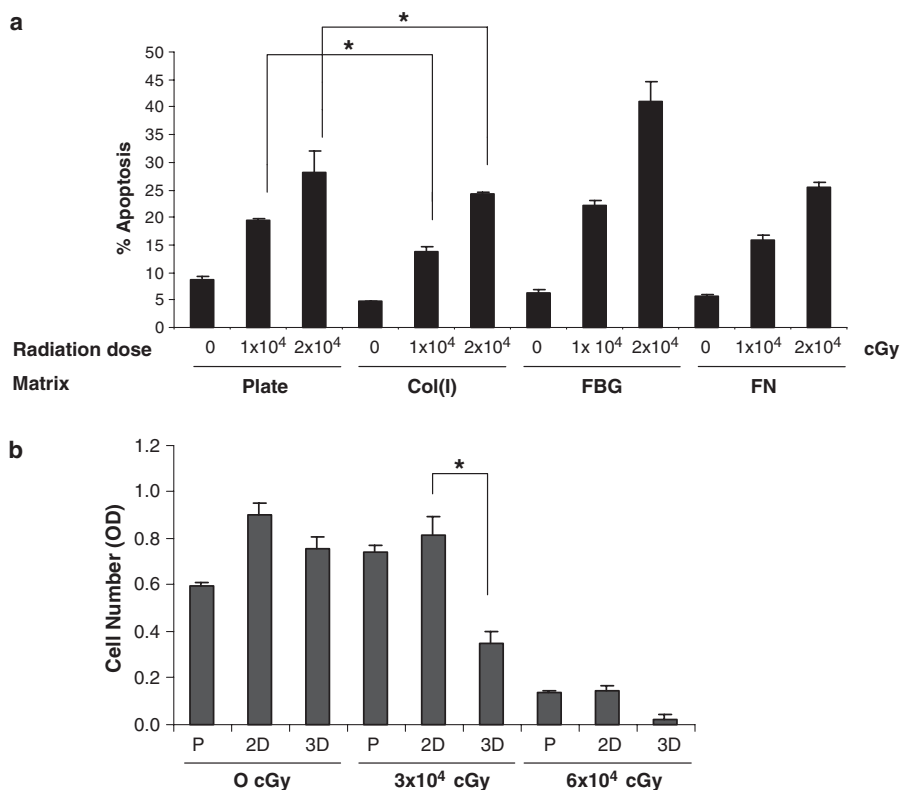 a
* 
*
% Apoptosis
50
45
40
35
30
25
20
15
10
5
0
Radiation dose 0 1x10⁴ 2x10⁴ 0 1x10⁴ 2x10⁴ 0 1x 10⁴ 2x10⁴ 0 1x10⁴ 2x10⁴ cGy
Matrix Plate Col(I) FBG FN
b
*
Cell Number (OD)
1.2
1.0
0.8
0.6
0.4
0.2
0.0
P 2D 3D P 2D 3D P 2D 3D
O cGy 3x10⁴ cGy 6x10⁴ cGy